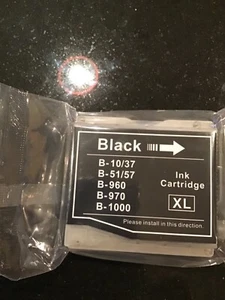 Black
B-10/37
B-51/57
B-960
B-970
B-1000
Ink
Cartridge
XL
Please install in this direction.